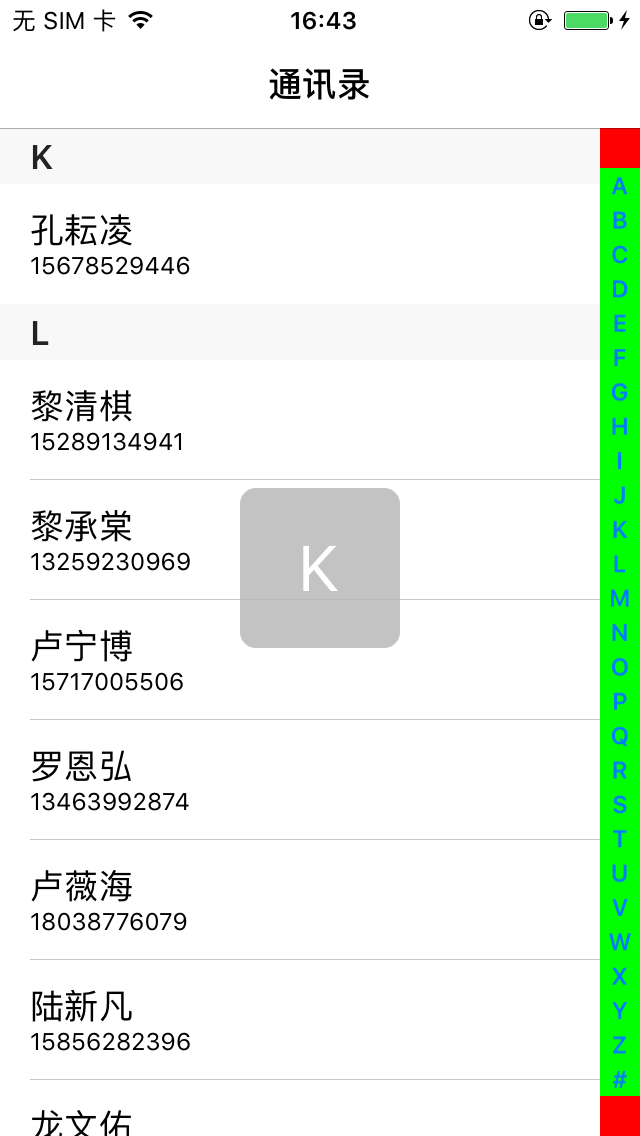 无 SIM 卡
16:43
通讯录
K
孔耘凌
15678529446
L
黎清棋
15289134941
黎承棠
13259230969
K
卢宁博
15717005506
罗恩弘
13463992874
卢薇海
18038776079
陆新凡
15856282396
龙文佑
A
B
C
D
E
F
G
H
I
J
K
L
M
N
O
P
Q
R
S
T
U
V
W
X
Y
Z
#